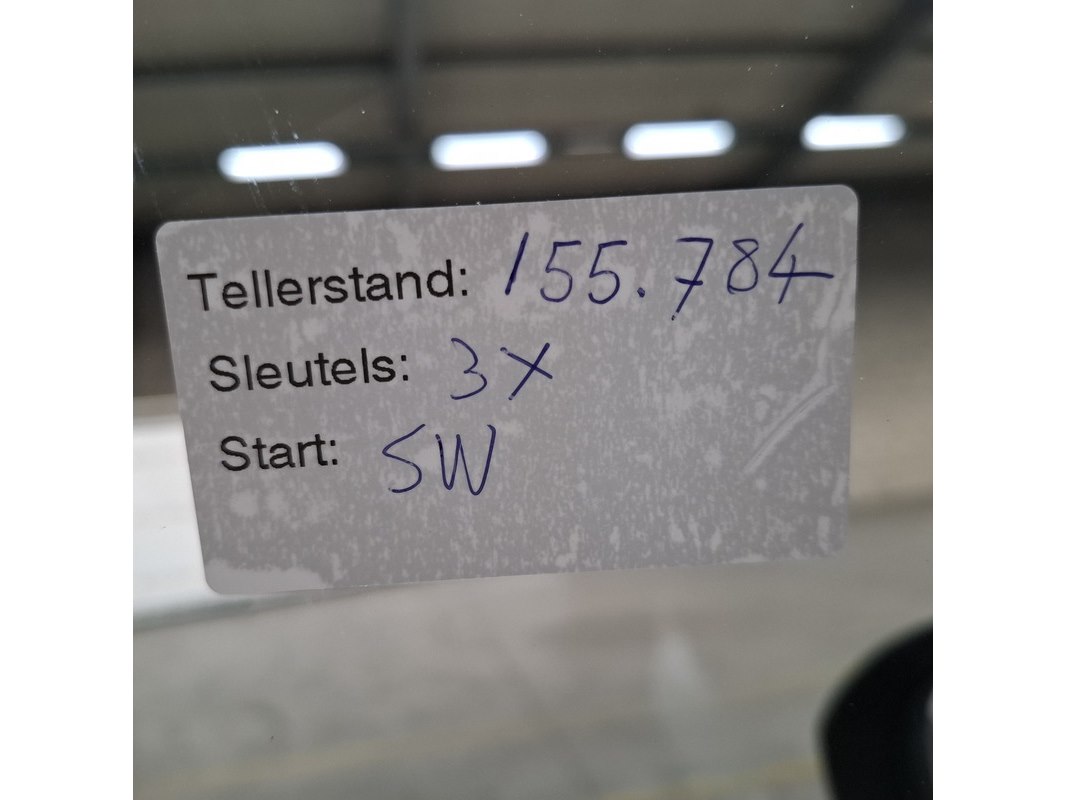 Tellerstand: 155.784
Sleutels: 3X
Start: SW